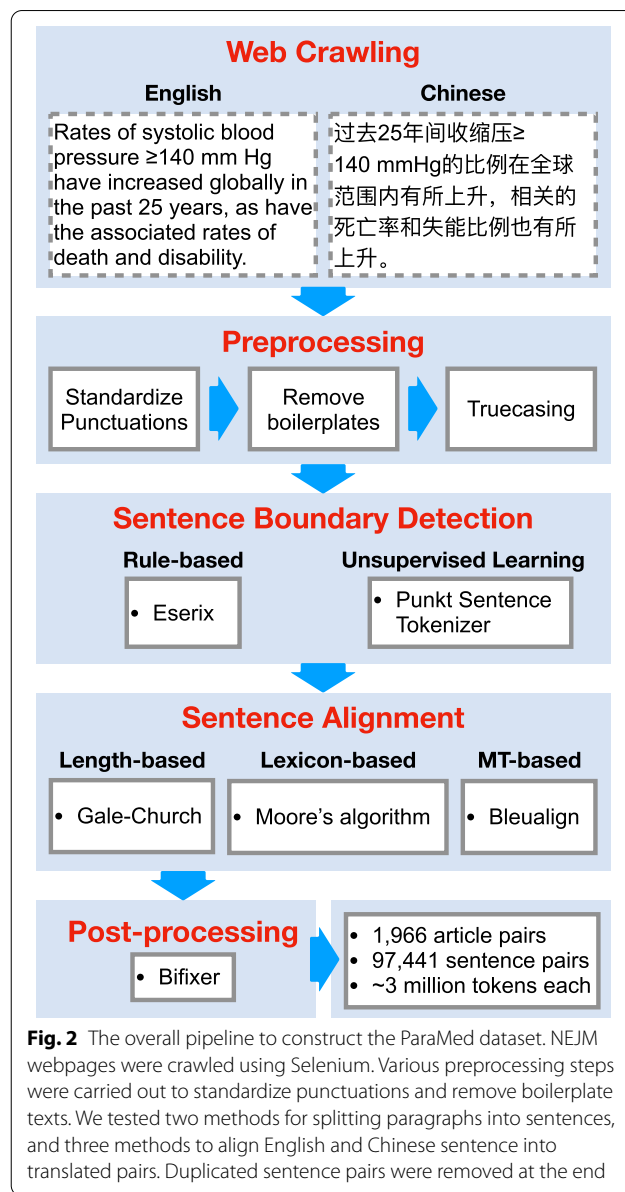 Web Crawling
English
Rates of systolic blood
pressure ≥140 mm Hg
have increased globally in
the past 25 years, as have
the associated rates of
death and disability.
Chinese
过去25年间收缩压≥
140 mmHg的比例在全球
范围内有所上升，相关的
死亡率和失能比例也有所
上升。
Preprocessing
Standardize
Punctuations
Remove
boilerplates
Truecasing
Sentence Boundary Detection
Rule-based
• Eserix
Unsupervised Learning
• Punkt Sentence
Tokenizer
Sentence Alignment
Length-based
• Gale-Church
Lexicon-based
• Moore's algorithm
MT-based
• Bleualign
Post-processing
• Bifixer
• 1,966 article pairs
• 97,441 sentence pairs
• ~3 million tokens each
Fig. 2 The overall pipeline to construct the ParaMed dataset. NEJM
webpages were crawled using Selenium. Various preprocessing steps
were carried out to standardize punctuations and remove boilerplate
texts. We tested two methods for splitting paragraphs into sentences,
and three methods to align English and Chinese sentence into
translated pairs. Duplicated sentence pairs were removed at the end